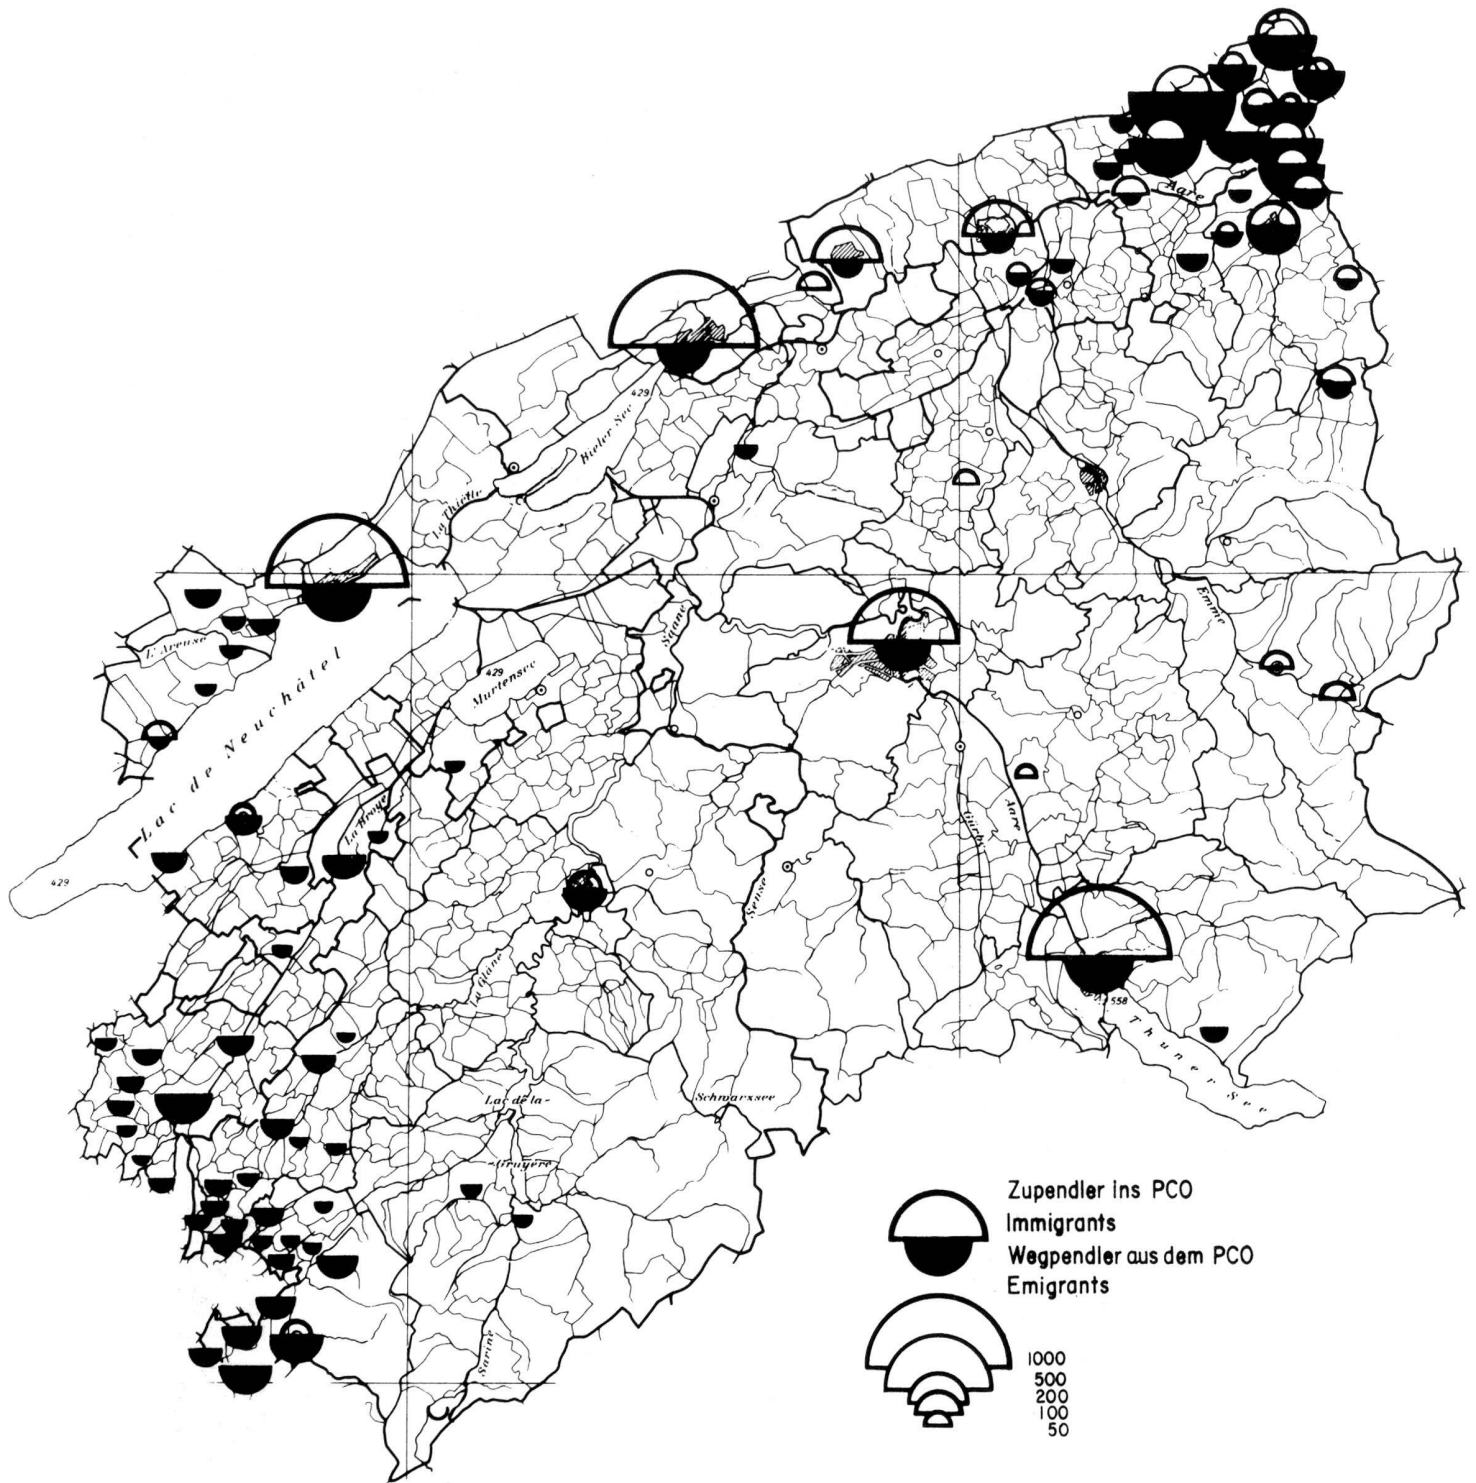 Aare
429
Bieler See
La Thielle
Emme
L'Areuse
Saane
429
Murtensee
Lac de Neuchâtel
La Broye
Aare
Gürbe
429
Sense
La Glâne
558
Thuner See
Lac de la-
Schwarzsee
-Gruyère
Sarine
Zupendler ins PCO
Immigrants
Wegpendler aus dem PCO
Emigrants
1000
500
200
100
50